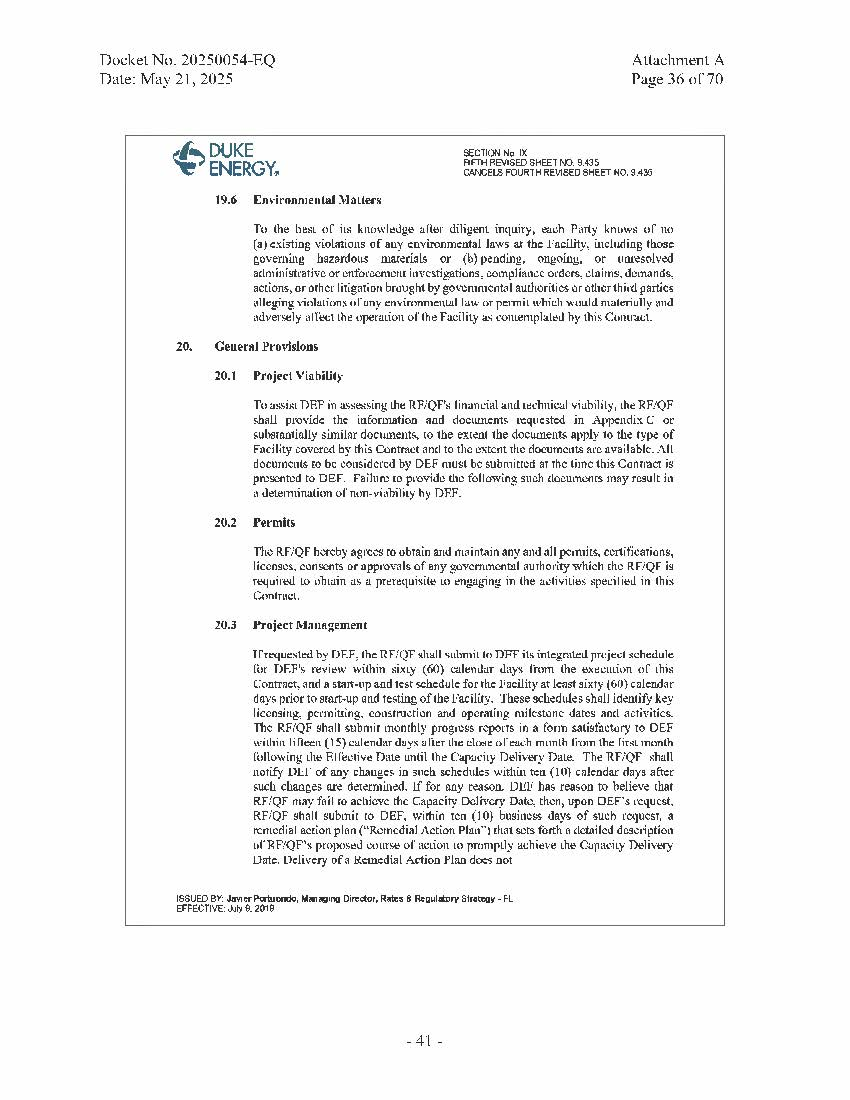 Docket No. 20250054-EQ
Attachment A
Date: May 21, 2025
Page 36 of 70
DUKE
ENERGY®
SECTION No. IX
FIFTH REVISED SHEET NO. 9.435
CANCELS FOURTH REVISED SHEET NO. 9.435
19.6 Environmental Matters
To the best of its knowledge after diligent inquiry, each Party knows of no
(a) existing violations of any environmental laws at the Facility, including those
governing hazardous materials or (b) pending, ongoing, or unresolved
administrative or enforcement investigations, compliance orders, claims, demands,
actions, or other litigation brought by governmental authorities or other third parties
alleging violations of any environmental law or permit which would materially and
adversely affect the operation of the Facility as contemplated by this Contract.
20. General Provisions
20.1 Project Viability
To assist DEF in assessing the RF/QF's financial and technical viability, the RF/QF
shall provide the information and documents requested in Appendix C or
substantially similar documents, to the extent the documents apply to the type of
Facility covered by this Contract and to the extent the documents are available. All
documents to be considered by DEF must be submitted at the time this Contract is
presented to DEF. Failure to provide the following such documents may result in
a determination of non-viability by DEF.
20.2 Permits
The RF/QF hereby agrees to obtain and maintain any and all permits, certifications,
licenses, consents or approvals of any governmental authority which the RF/QF is
required to obtain as a prerequisite to engaging in the activities specified in this
Contract.
20.3 Project Management
If requested by DEF, the RF/QF shall submit to DEF its integrated project schedule
for DEF's review within sixty (60) calendar days from the execution of this
Contract, and a start-up and test schedule for the Facility at least sixty (60) calendar
days prior to start-up and testing of the Facility. These schedules shall identify key
licensing, permitting, construction and operating milestone dates and activities.
The RF/QF shall submit monthly progress reports in a form satisfactory to DEF
within fifteen (15) calendar days after the close of each month from the first month
following the Effective Date until the Capacity Delivery Date. The RF/QF shall
notify DEF of any changes in such schedules within ten (10) calendar days after
such changes are determined. If for any reason, DEF has reason to believe that
RF/QF may fail to achieve the Capacity Delivery Date, then, upon DEF's request,
RF/QF shall submit to DEF, within ten (10) business days of such request, a
remedial action plan ("Remedial Action Plan") that sets forth a detailed description
of RF/QF's proposed course of action to promptly achieve the Capacity Delivery
Date. Delivery of a Remedial Action Plan does not
ISSUED BY: Javier Portuondo, Managing Director, Rates & Regulatory Strategy - FL
EFFECTIVE: July 9, 2019
- 41 -